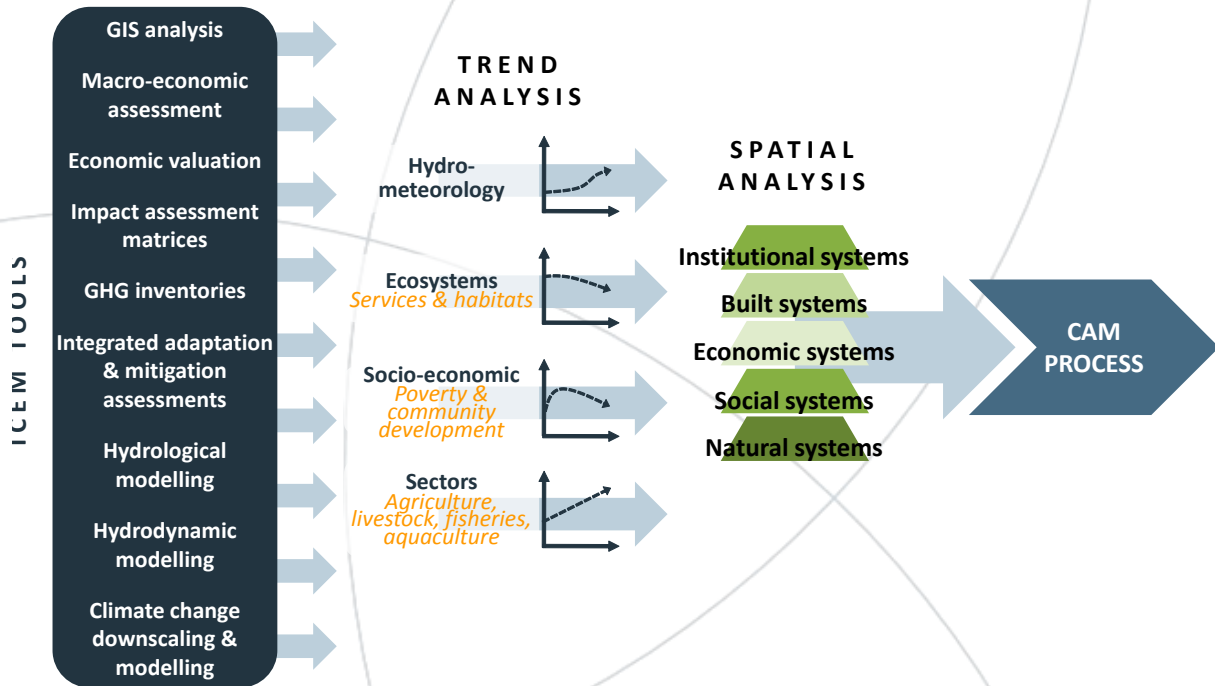 ICEM TOOLS
GIS analysis
Macro-economic
assessment
Economic valuation
Impact assessment
matrices
GHG inventories
Integrated adaptation
& mitigation
assessments
Hydrological
modelling
Hydrodynamic
modelling
Climate change
downscaling &
modelling
TREND
ANALYSIS
Hydro-
meteorology
Ecosystems
Services & habitats
Socio-economic
Poverty &
community
development
Sectors
Agriculture,
livestock, fisheries,
aquaculture
SPATIAL
ANALYSIS
Institutional systems
Built systems
Economic systems
Social systems
Natural systems
CAM
PROCESS